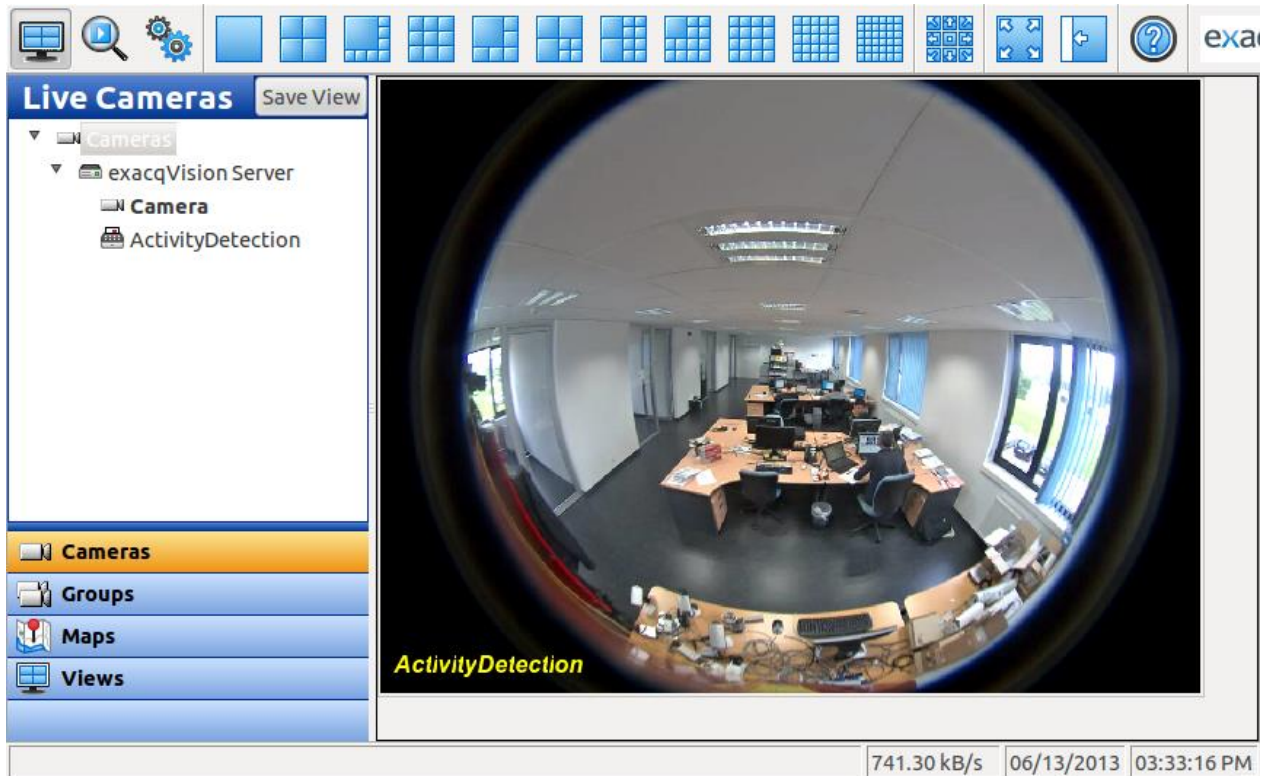 ?
exac
Live Cameras Save View
Cameras
exacqVision Server
Camera
ActivityDetection
Cameras
Groups
Maps
Views
ActivityDetection
741.30 kB/s 06/13/2013 03:33:16 PM